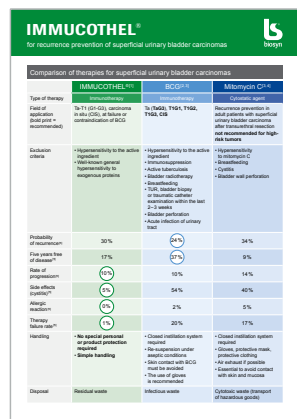 IMMUCOTHEL®
for recurrence prevention of superficial urinary bladder carcinomas
biosyn
Comparison of therapies for superficial urinary bladder carcinomas
IMMUCOTHEL®
BCG
Mitomycin C
Type of therapy
Immunotherapy
Immunotherapy
Cytostatic agent
Field of
application
(bold print =
recommended)
Ta-T1 (G1-G3), carcinoma
in situ (CIS), at failure or
contraindication of BCG
Ta (TaG3), T1G1, T1G2,
T1G3, CIS
Recurrence prevention in
adult patients with superficial
urinary bladder carcinoma
after transurethral resection
not recommended for high-
risk tumors
Exclusion
criteria
• Hypersensitivity to the active
ingredient
• Well-known general
hypersensitivity to
exogenous proteins
• Hypersensitivity to the active
ingredient
• Immunosuppression
• Active tuberculosis
• Bladder radiotherapy
• Breastfeeding
• TUR, bladder biopsy
or traumatic catheter
examination within the last
2–3 weeks
• Bladder perforation
• Acute infection of urinary
tract
• Hypersensitivity
to mitomycin C
• Breastfeeding
• Cystitis
• Bladder wall perforation
Probability
of recurrence
30%
24%
34%
Five years free
of disease
17%
37%
9%
Rate of
progression
10%
10%
14%
Side effects
(cystitis)
5%
54%
40%
Allergic
reaction
0%
2%
5%
Therapy
failure rate
1%
20%
17%
Handling
• No special personal
or product protection
required
• Simple handling
• Closed instillation system
required
• Re-suspension under
aseptic conditions
• Skin contact with BCG
must be avoided
• The use of gloves
is recommended
• Closed instillation system
required
• Gloves, protective mask,
protective clothing
• Air exhaust if possible
• Essential to avoid contact
with skin and mucosa
Disposal
Residual waste
Infectious waste
Cytotoxic waste (transport
of hazardous goods)